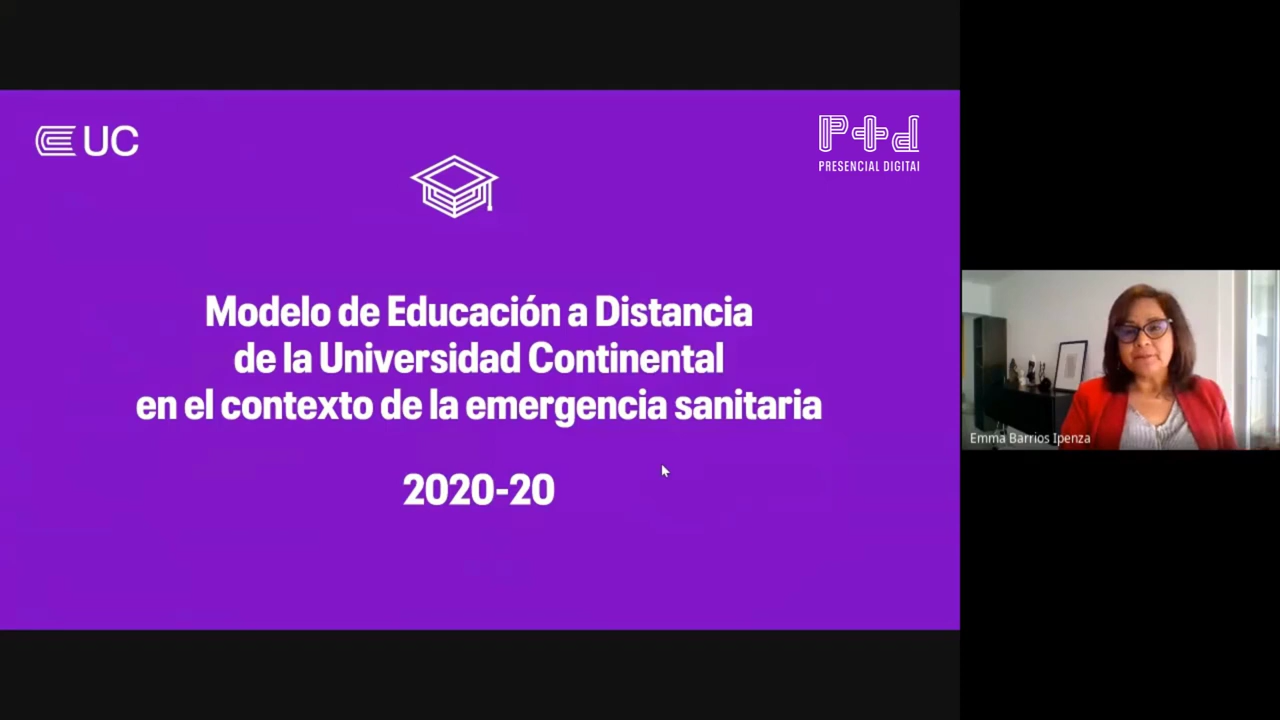 UC
P+d
PRESENCIAL DIGITAL
Modelo de Educación a Distancia
de la Universidad Continental
en el contexto de la emergencia sanitaria
2020-20
Emma Barrios Ipenza